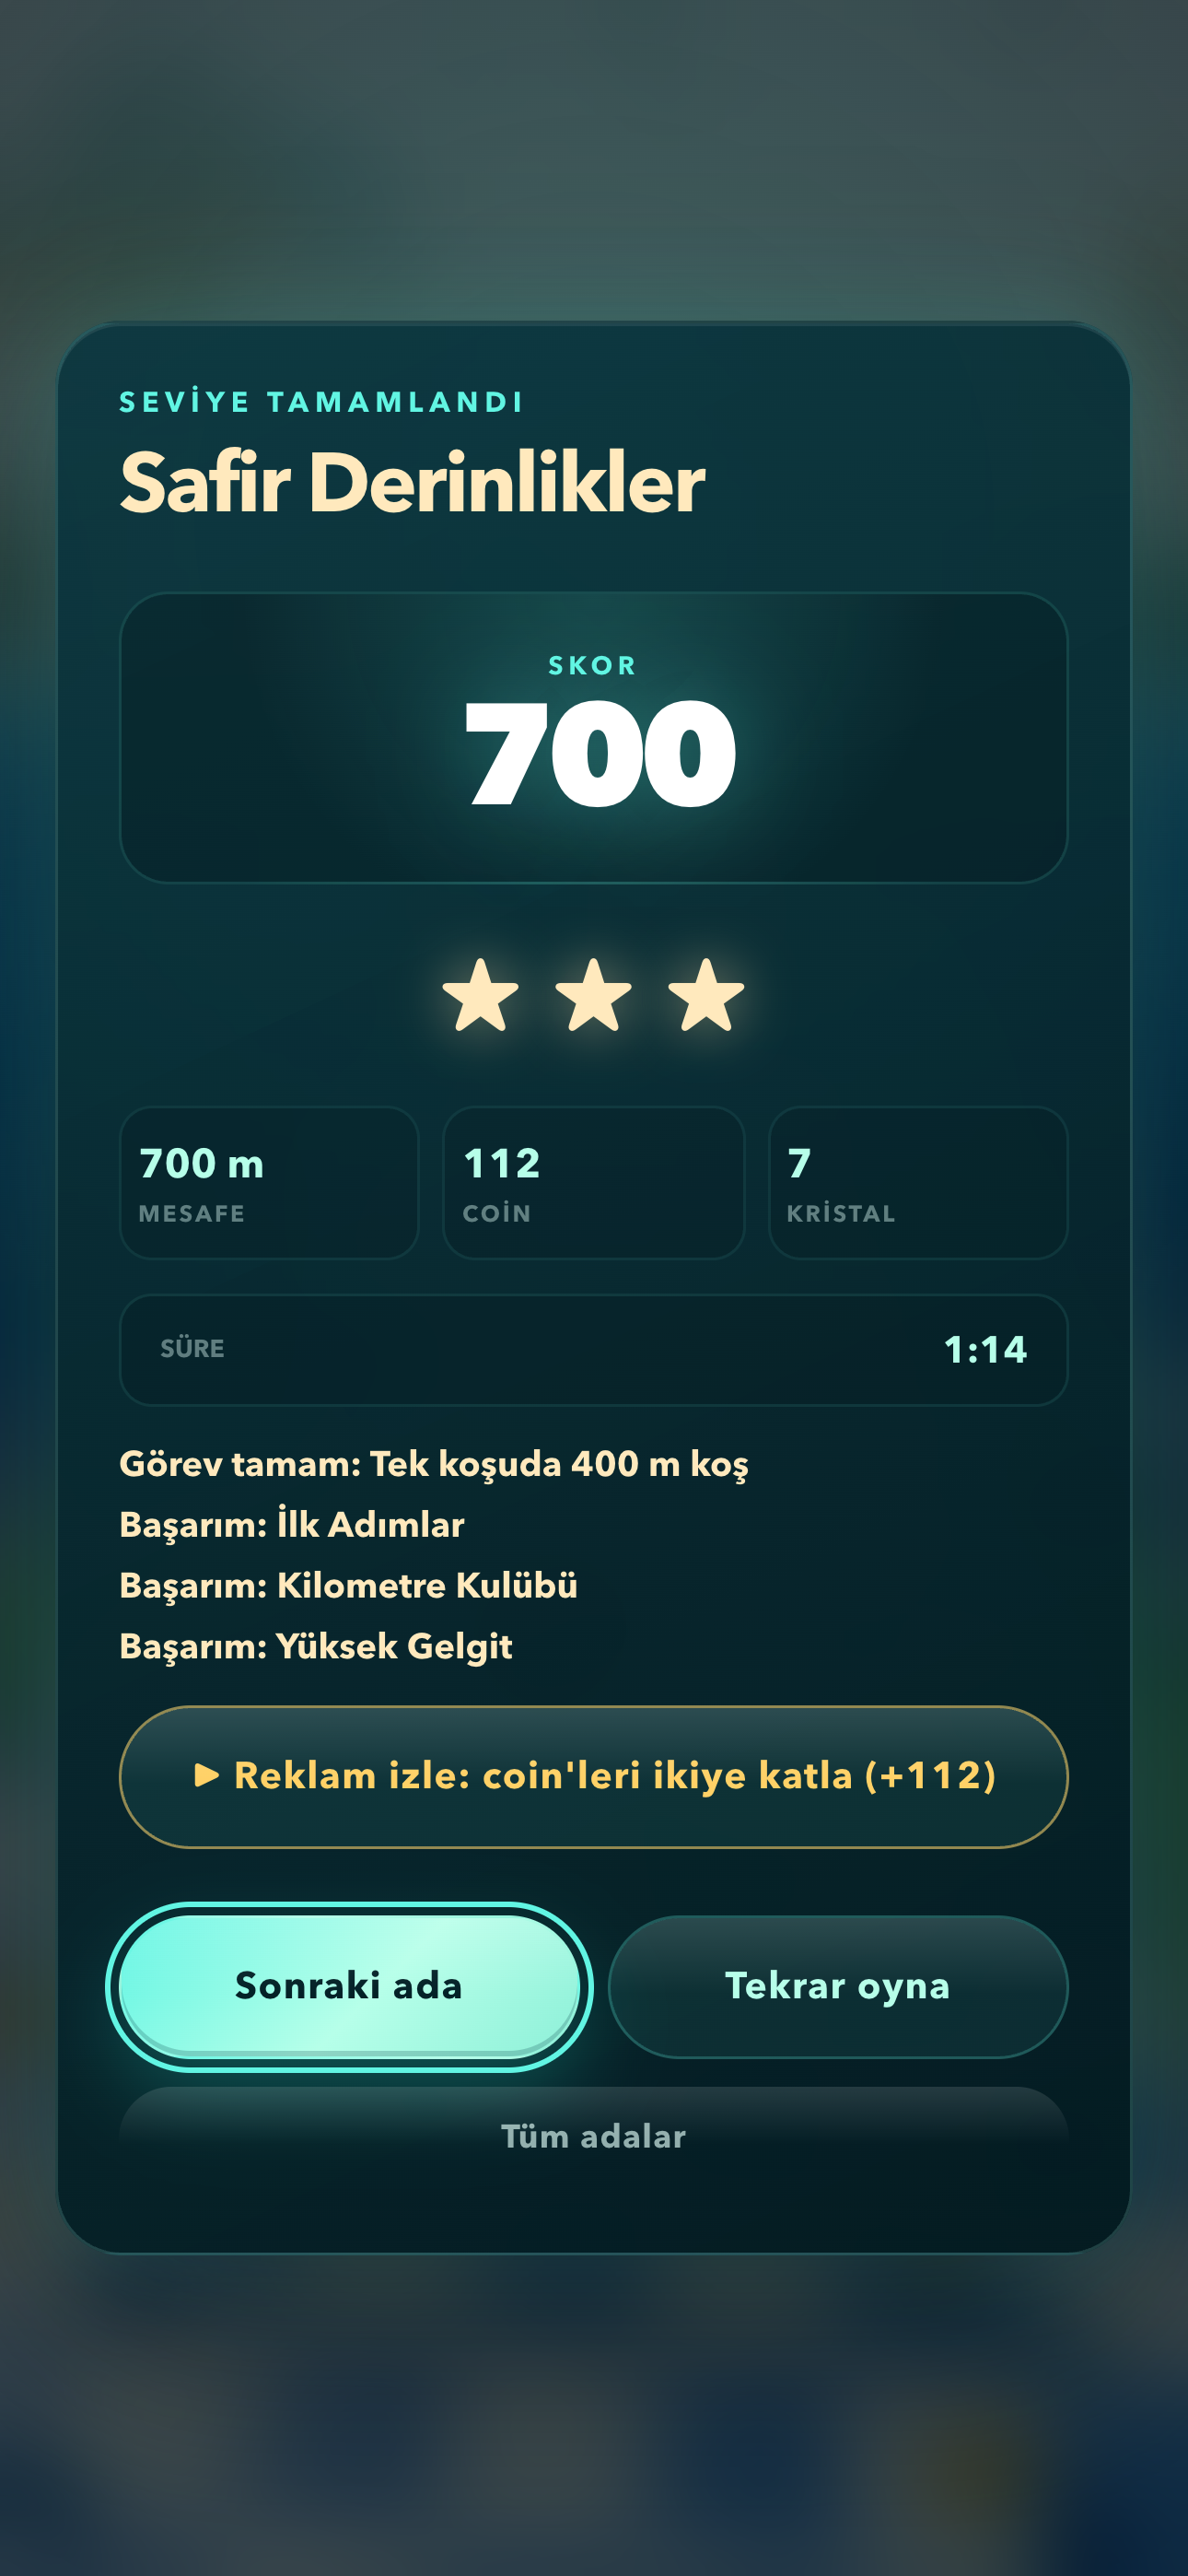 SEVİYE TAMAMLANDI
Safir Derinlikler
SKOR
700
700 m
MESAFE
112
COİN
7
KRİSTAL
SÜRE
1:14
Görev tamam: Tek koşuda 400 m koş
Başarım: İlk Adımlar
Başarım: Kilometre Kulübü
Başarım: Yüksek Gelgit
Reklam izle: coin'leri ikiye katla (+112)
Sonraki ada
Tekrar oyna
Tüm adalar